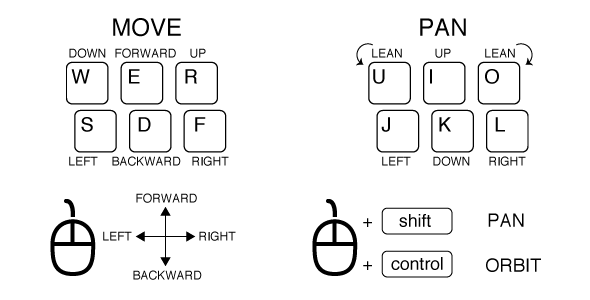 MOVE
DOWN FORWARD UP
W E R
S D F
LEFT BACKWARD RIGHT
PAN
LEAN UP LEAN
U I O
J K L
LEFT DOWN RIGHT
FORWARD
LEFT RIGHT
BACKWARD
+ shift PAN
+ control ORBIT